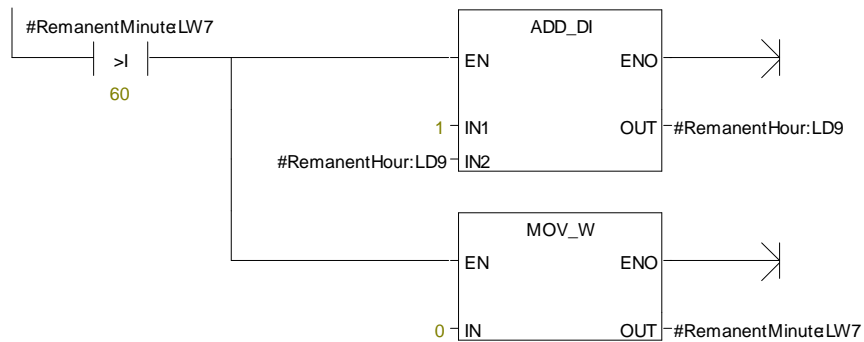 #RemanentMinute:LW7
>I
60
ADD_DI
EN ENO
1 IN1 OUT #RemanentHour:LD9
#RemanentHour:LD9 IN2
MOV_W
EN ENO
0 IN OUT #RemanentMinute:LW7